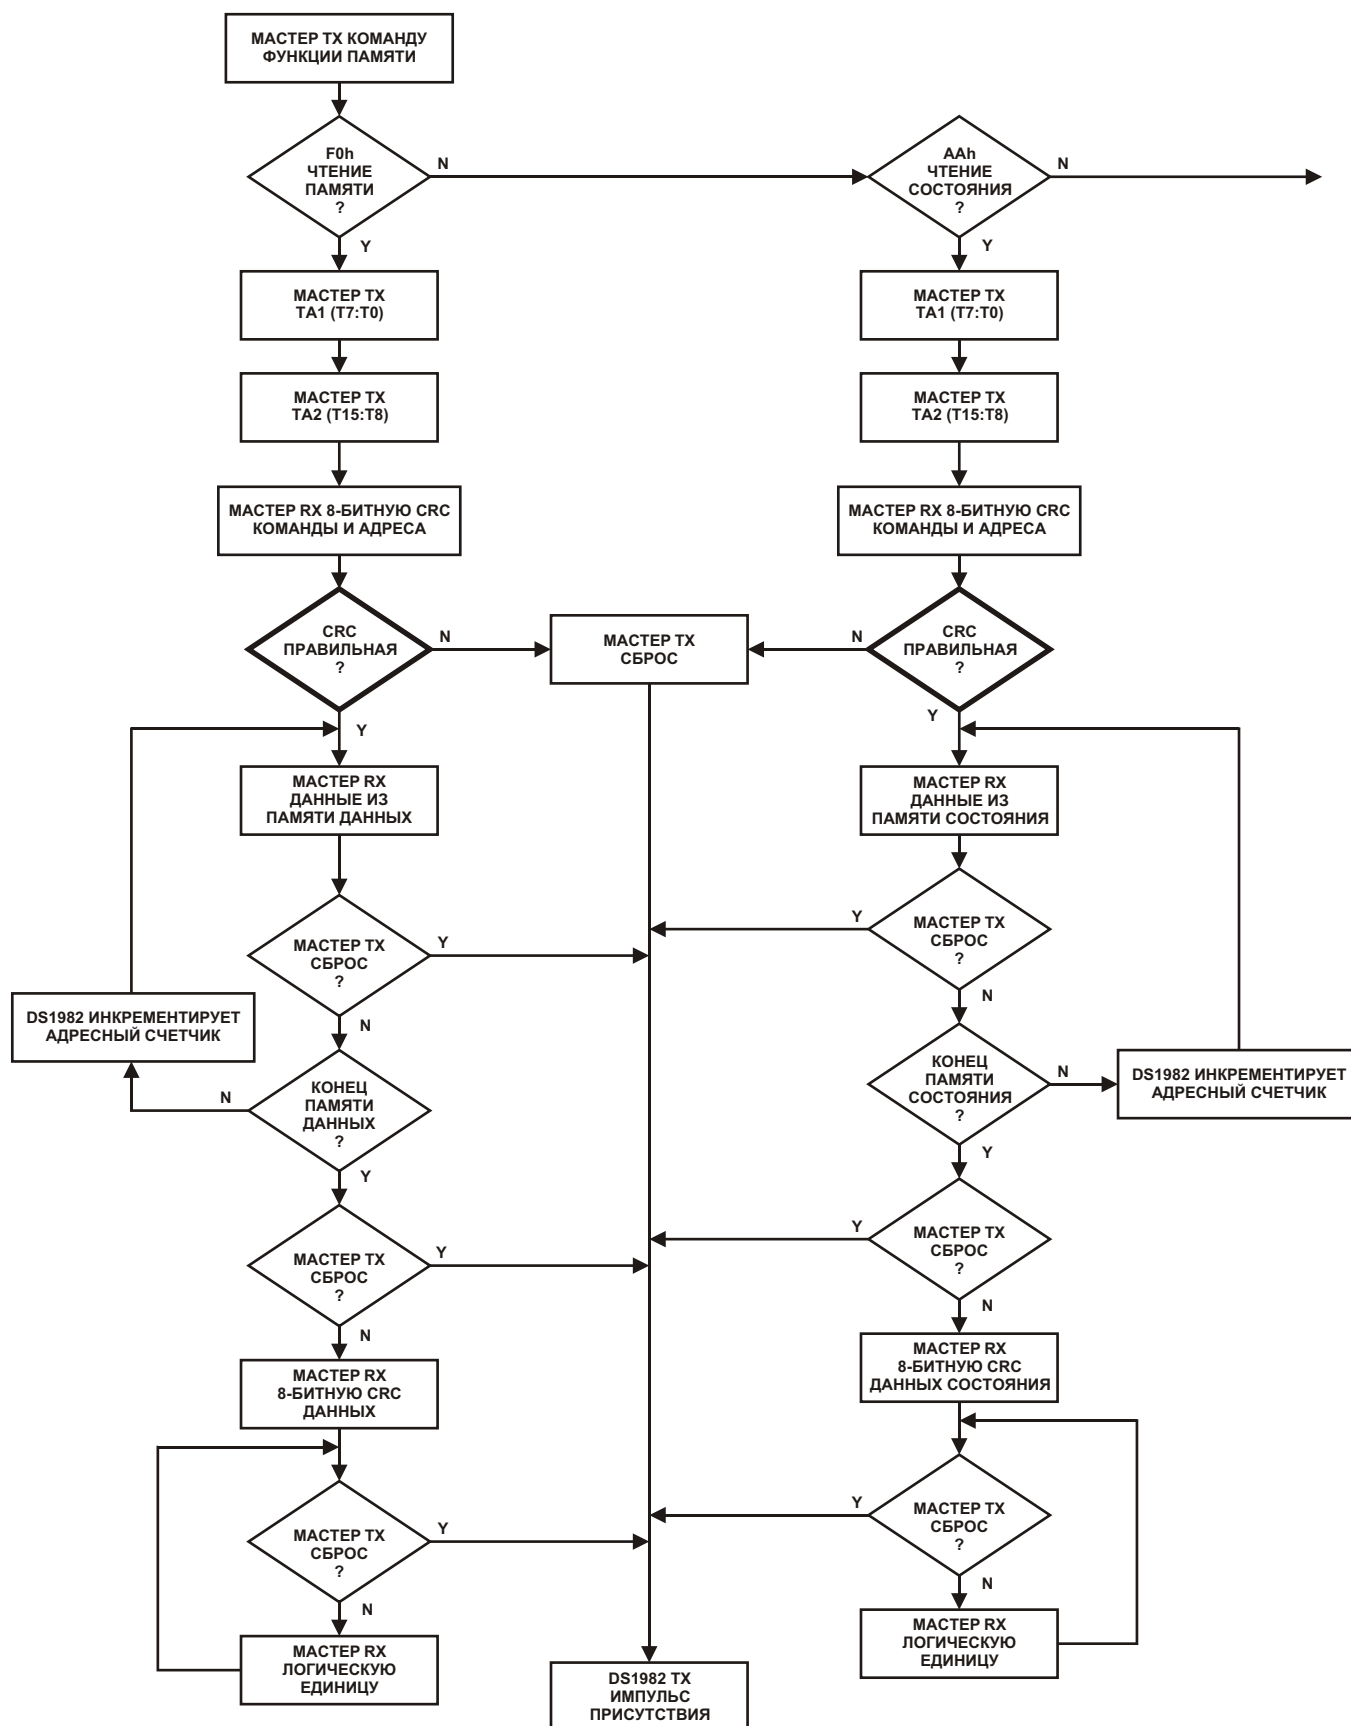 МАСТЕР TX КОМАНДУ
ФУНКЦИИ ПАМЯТИ
F0h
ЧТЕНИЕ
ПАМЯТИ
?
N
Y
AAh
ЧТЕНИЕ
СОСТОЯНИЯ
?
N
Y
МАСТЕР TX
TA1 (T7:T0)
МАСТЕР TX
TA1 (T7:T0)
МАСТЕР TX
TA2 (T15:T8)
МАСТЕР TX
TA2 (T15:T8)
МАСТЕР RX 8-БИТНУЮ CRC
КОМАНДЫ И АДРЕСА
МАСТЕР RX 8-БИТНУЮ CRC
КОМАНДЫ И АДРЕСА
CRC
ПРАВИЛЬНАЯ
?
N
Y
МАСТЕР TX
СБРОС
N
CRC
ПРАВИЛЬНАЯ
?
Y
МАСТЕР RX
ДАННЫЕ ИЗ
ПАМЯТИ ДАННЫХ
МАСТЕР RX
ДАННЫЕ ИЗ
ПАМЯТИ СОСТОЯНИЯ
МАСТЕР TX
СБРОС
?
Y
N
Y
МАСТЕР TX
СБРОС
?
N
DS1982 ИНКРЕМЕНТИРУЕТ
АДРЕСНЫЙ СЧЕТЧИК
N
КОНЕЦ
ПАМЯТИ
ДАННЫХ
?
Y
КОНЕЦ
ПАМЯТИ
СОСТОЯНИЯ
?
N
Y
DS1982 ИНКРЕМЕНТИРУЕТ
АДРЕСНЫЙ СЧЕТЧИК
МАСТЕР TX
СБРОС
?
Y
N
Y
МАСТЕР TX
СБРОС
?
N
МАСТЕР RX
8-БИТНУЮ CRC
ДАННЫХ
МАСТЕР RX
8-БИТНУЮ CRC
ДАННЫХ СОСТОЯНИЯ
МАСТЕР TX
СБРОС
?
Y
N
Y
МАСТЕР TX
СБРОС
?
N
МАСТЕР RX
ЛОГИЧЕСКУЮ
ЕДИНИЦУ
DS1982 TX
ИМПУЛЬС
ПРИСУТСТВИЯ
МАСТЕР RX
ЛОГИЧЕСКУЮ
ЕДИНИЦУ